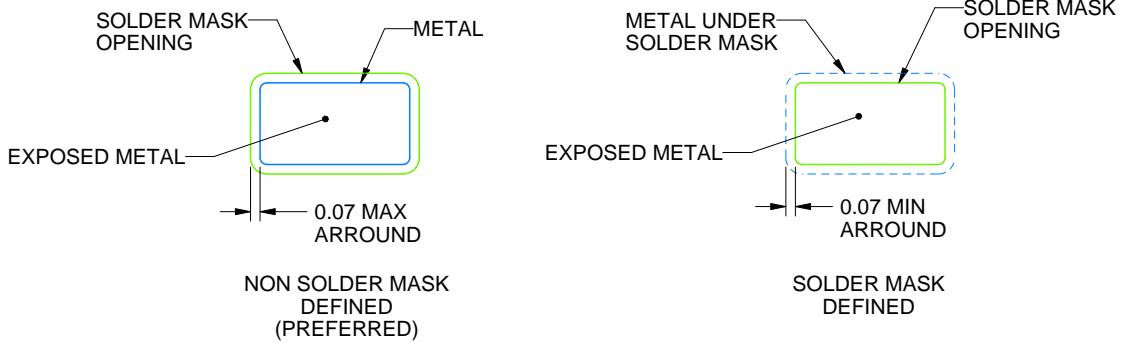 SOLDER MASK
OPENING
METAL
EXPOSED METAL
0.07 MAX
ARROUND
NON SOLDER MASK
DEFINED
(PREFERRED)
METAL UNDER
SOLDER MASK
SOLDER MASK
OPENING
EXPOSED METAL
0.07 MIN
ARROUND
SOLDER MASK
DEFINED